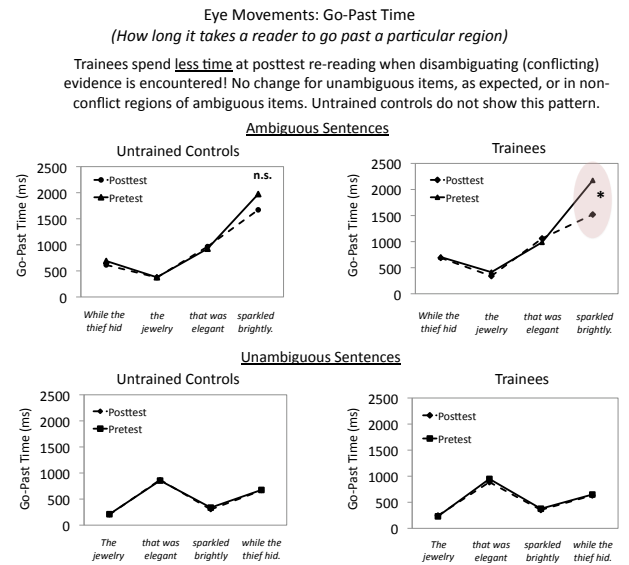 Eye Movements: Go-Past Time
(How long it takes a reader to go past a particular region)
Trainees spend less time at posttest re-reading when disambiguating (conflicting)
evidence is encountered! No change for unambiguous items, as expected, or in non-
conflict regions of ambiguous items. Untrained controls do not show this pattern.
Ambiguous Sentences
Untrained Controls
Go-Past Time (ms)
2500
2000
1500
1000
500
0
Posttest
Pretest
n.s.
While the thief hid
the jewelry
that was elegant
sparkled brightly.
Trainees
Go-Past Time (ms)
2500
2000
1500
1000
500
0
Posttest
Pretest
*
While the thief hid
the jewelry
that was elegant
sparkled brightly.
Unambiguous Sentences
Untrained Controls
Go-Past Time (ms)
2500
2000
1500
1000
500
0
Posttest
Pretest
The jewelry
that was elegant
sparkled brightly
while the thief hid.
Trainees
Go-Past Time (ms)
2500
2000
1500
1000
500
0
Posttest
Pretest
The jewelry
that was elegant
sparkled brightly
while the thief hid.